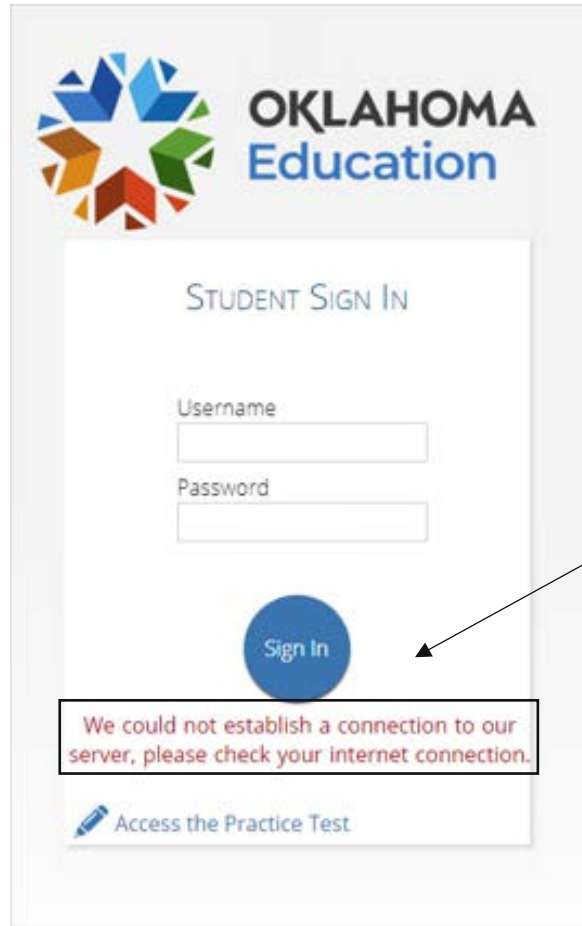 OKLAHOMA
Education
Student Sign In
Username
Password
Sign In
We could not establish a connection to our
server, please check your internet connection.
Access the Practice Test